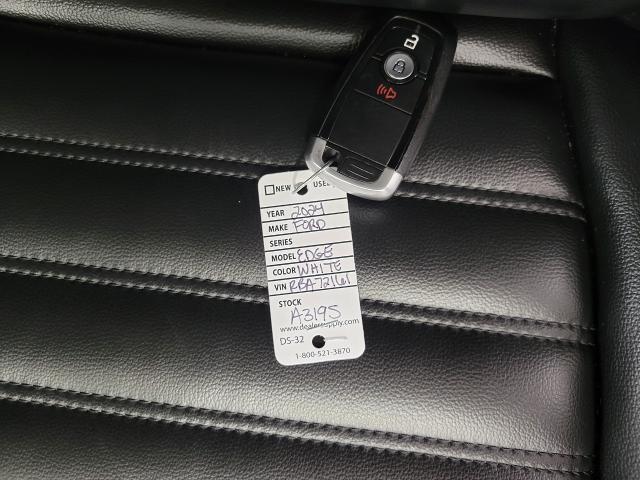 NEW USED
YEAR 2024
MAKE FORD
SERIES
MODEL EDGE
COLOR WHITE
VIN RBA72161
STOCK
A3195
www.dealersupply.com
DS-32
1-800-521-3870